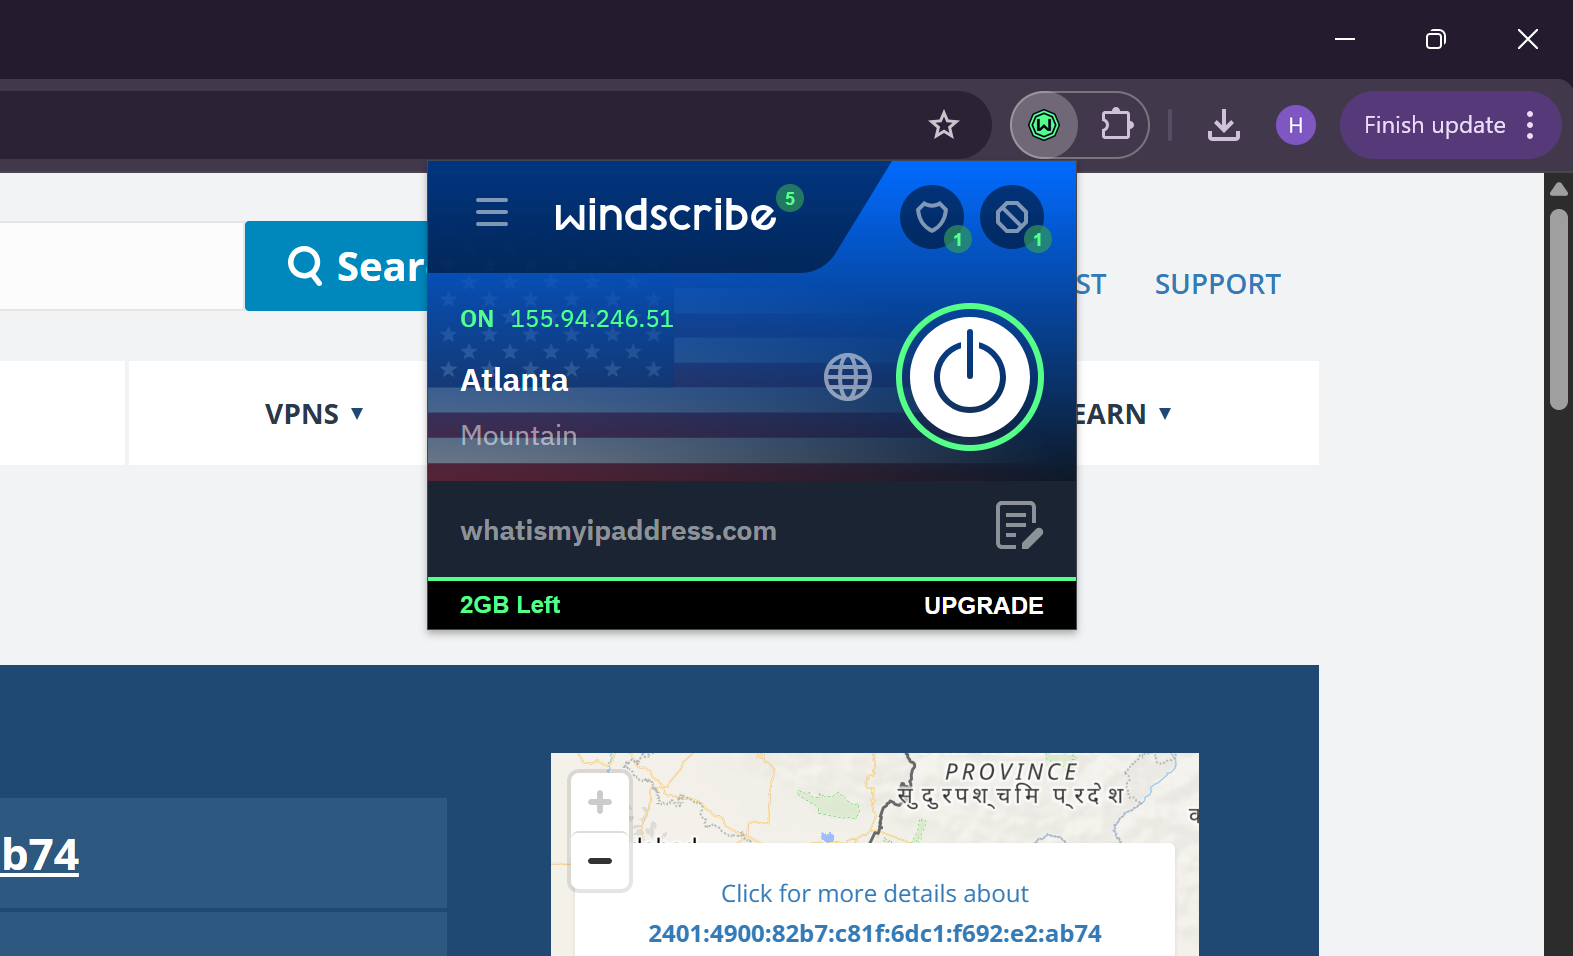 H
Finish update
windscribe
5
1
1
Sear
ST
SUPPORT
ON 155.94.246.51
Atlanta
Mountain
VPNS
EARN
whatismyipaddress.com
2GB Left
UPGRADE
PROVINCE
सुदुरपश्चिम प्रदेश
b74
Click for more details about
2401:4900:82b7:c81f:6dc1:f692:e2:ab74